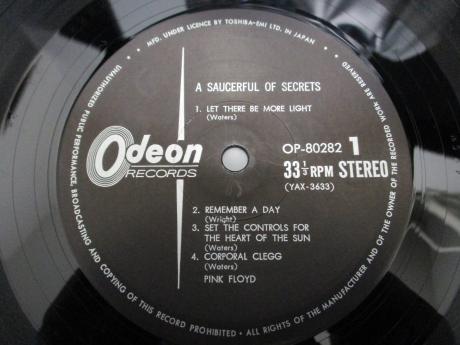 MFD. UNDER LICENCE BY TOSHIBA-EMI LTD. IN JAPAN
UNAUTHORIZED PUBLIC PERFORMANCE, BROADCASTING AND COPYING OF THIS RECORD PROHIBITED • ALL RIGHTS OF THE MANUFACTURER AND OF THE OWNER OF THE RECORDED WORK ARE RESERVED
A SAUCERFUL OF SECRETS
1. LET THERE BE MORE LIGHT
(Waters)
Odeon
RECORDS
OP-80282 1
33 1/3 RPM STEREO
(YAX-3633)
2. REMEMBER A DAY
(Wright)
3. SET THE CONTROLS FOR
THE HEART OF THE SUN
(Waters)
4. CORPORAL CLEGG
(Waters)
PINK FLOYD